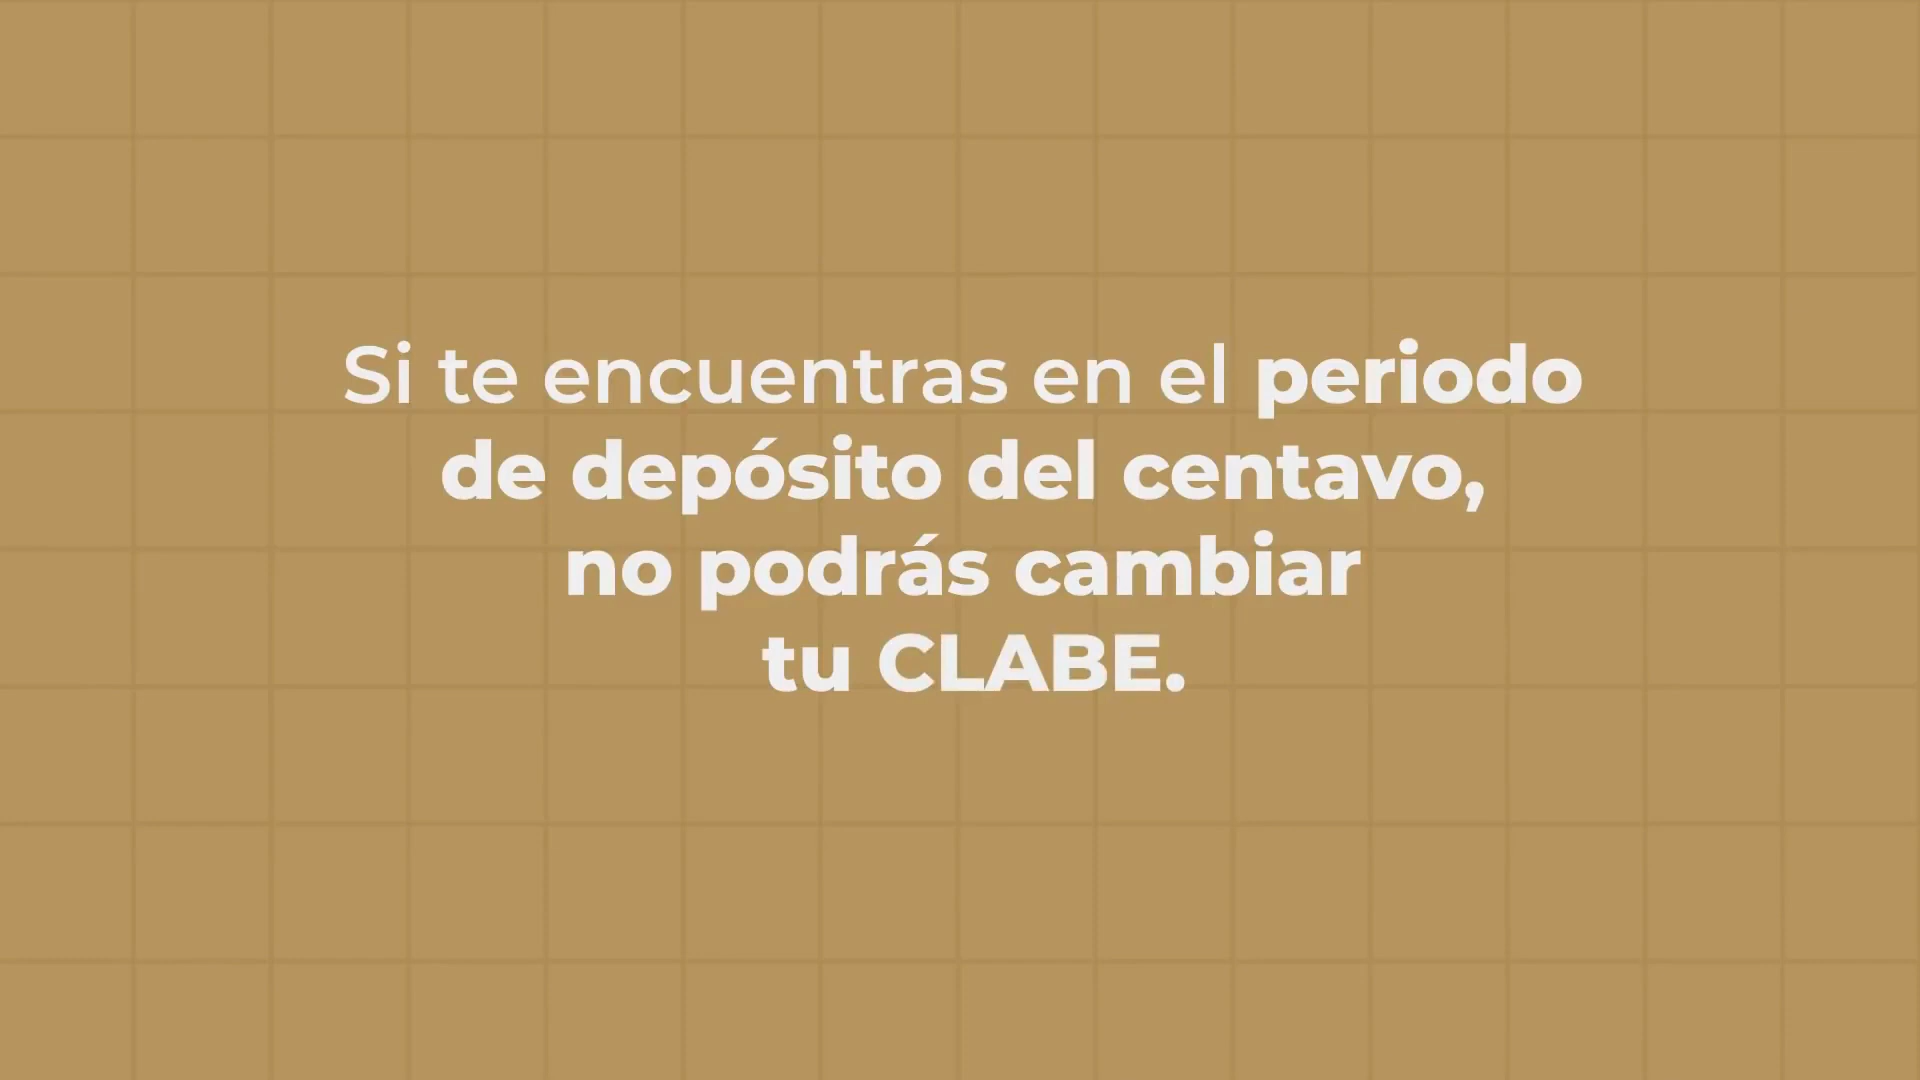 Si te encuentras en el periodo
de depósito del centavo,
no podrás cambiar
tu CLABE.